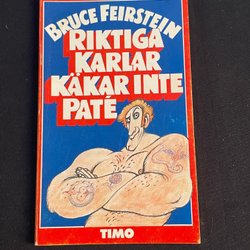 BRUCE FEIRSTEIN
RIKTIGA
KARLAR
KÄKAR INTE
PATÉ
TIMO